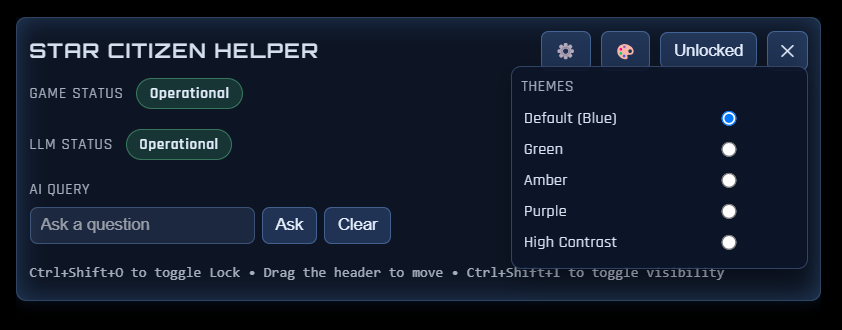 STAR CITIZEN HELPER
Unlocked
GAME STATUS
Operational
LLM STATUS
Operational
AI QUERY
Ask a question
Ask
Clear
THEMES
Default (Blue)
Green
Amber
Purple
High Contrast
Ctrl+Shift+O to toggle Lock • Drag the header to move • Ctrl+Shift+I to toggle visibility